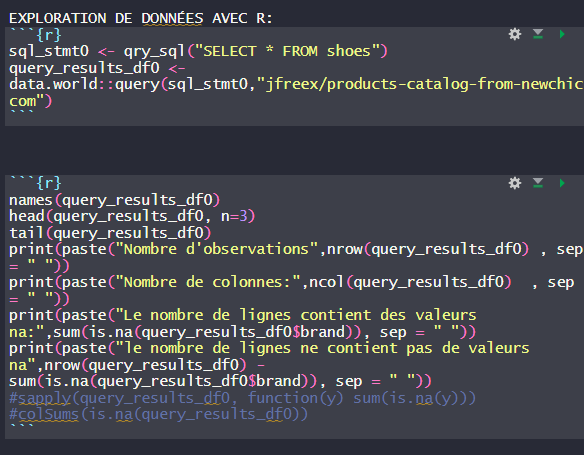 EXPLORATION DE DONNÉES AVEC R:
```{r}
sql_stmt0 <- qry_sql("SELECT * FROM shoes")
query_results_df0 <-
data.world::query(sql_stmt0,"jfreex/products-catalog-from-newchic
com")
```
```{r}
names(query_results_df0)
head(query_results_df0, n=3)
tail(query_results_df0)
print(paste("Nombre d'observations",nrow(query_results_df0) , sep
= " "))
print(paste("Nombre de colonnes:",ncol(query_results_df0)  , sep
= " "))
print(paste("Le nombre de lignes contient des valeurs
na:",sum(is.na(query_results_df0$brand)), sep = " "))
print(paste("le nombre de lignes ne contient pas de valeurs
na",nrow(query_results_df0) -
sum(is.na(query_results_df0$brand)), sep = " "))
#sapply(query_results_df0, function(y) sum(is.na(y)))
#colSums(is.na(query_results_df0))
```